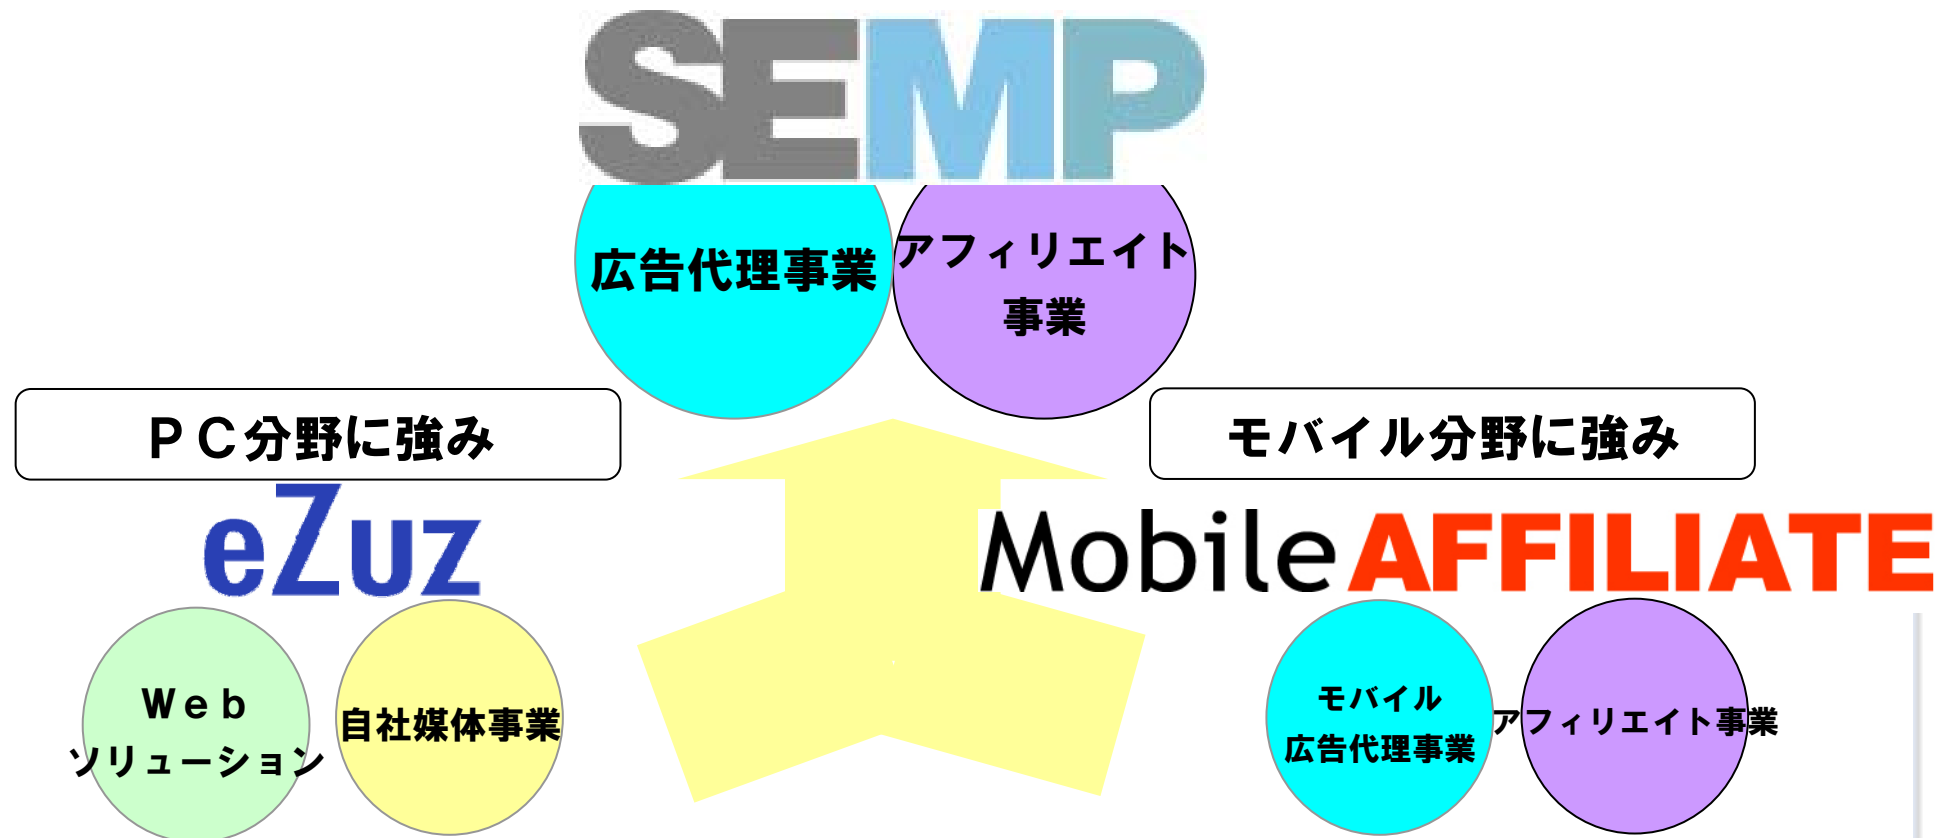 SEMP
広告代理事業
アフィリエイト
事業
ＰＣ分野に強み
モバイル分野に強み
eZuz
Mobile AFFILIATE
Ｗｅｂ
ソリューション
自社媒体事業
モバイル
広告代理事業
アフィリエイト事業